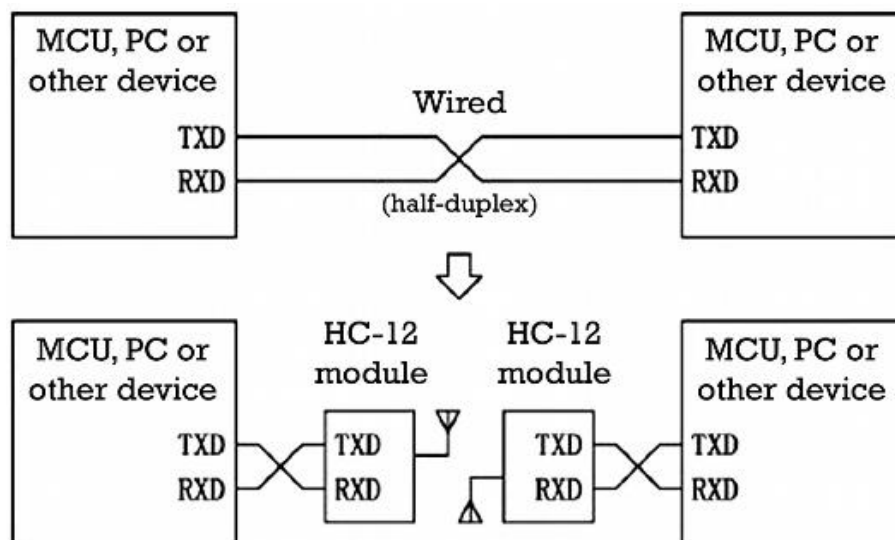 MCU, PC or
other device
TXD
RXD
Wired
(half-duplex)
MCU, PC or
other device
TXD
RXD
MCU, PC or
other device
TXD
RXD
HC-12
module
TXD
RXD
HC-12
module
TXD
RXD
MCU, PC or
other device
TXD
RXD